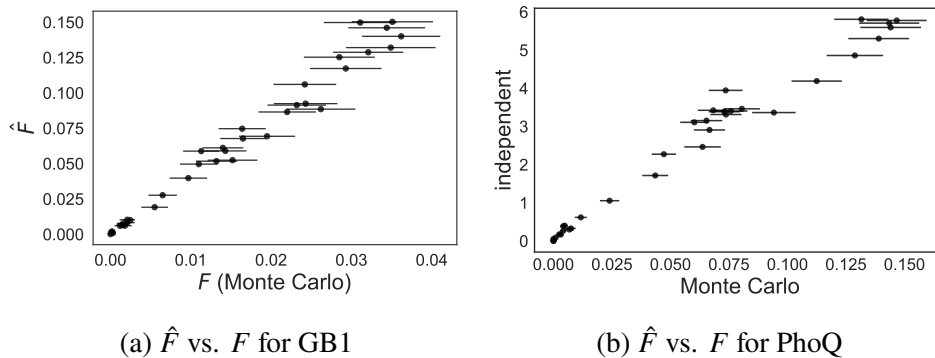 0.150
0.125
0.100
0.075
0.050
0.025
0.000
F̂
0.00 0.01 0.02 0.03 0.04
F (Monte Carlo)
(a) F̂ vs. F for GB1
6
5
4
3
2
1
0
independent
0.000 0.025 0.050 0.075 0.100 0.125 0.150
Monte Carlo
(b) F̂ vs. F for PhoQ